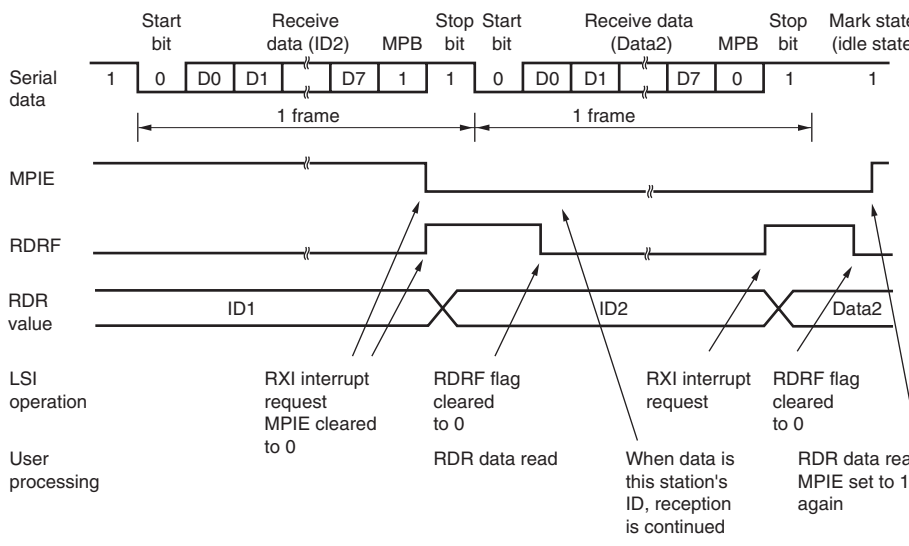 Start bit
Receive data (ID2)
MPB
Stop bit
Start bit
Receive data (Data2)
MPB
Stop bit
Mark state (idle state
Serial data
1 0 D0 D1 D7 1 1 0 D0 D1 D7 0 1 1
1 frame
1 frame
MPIE
RDRF
RDR value
ID1
ID2
Data2
LSI operation
RXI interrupt request MPIE cleared to 0
RDRF flag cleared to 0
RXI interrupt request
RDRF flag cleared to 0
User processing
RDR data read
When data is this station's ID, reception is continued
RDR data rea
MPIE set to 1
again